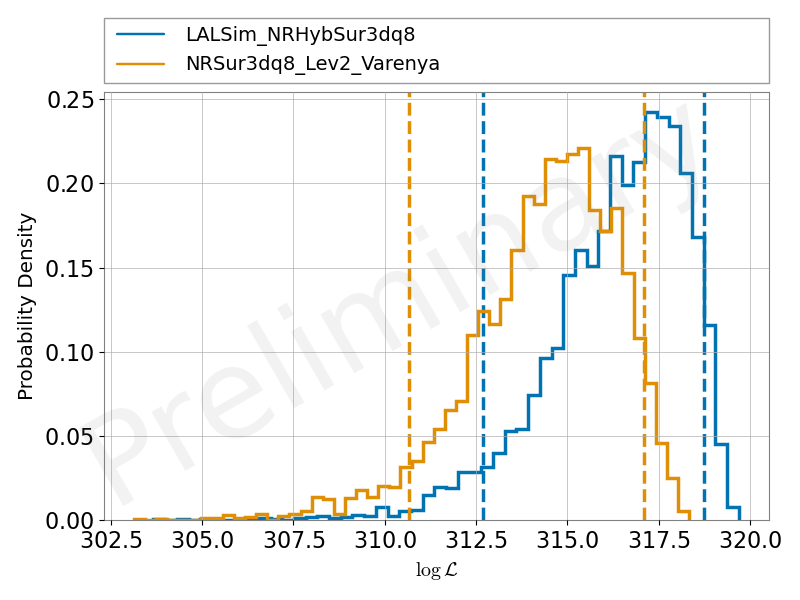 LALSim_NRHybSur3dq8
NRSur3dq8_Lev2_Varenya
Preliminary
Probability Density
0.25
0.20
0.15
0.10
0.05
0.00
302.5 305.0 307.5 310.0 312.5 315.0 317.5 320.0
log ℒ